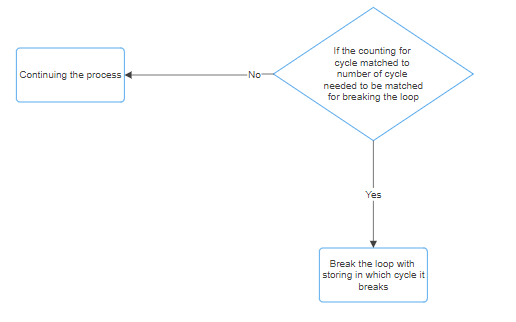 If the counting for
cycle matched to
number of cycle
needed to be matched
for breaking the loop
No
Continuing the process
Yes
Break the loop with
storing in which cycle it
breaks